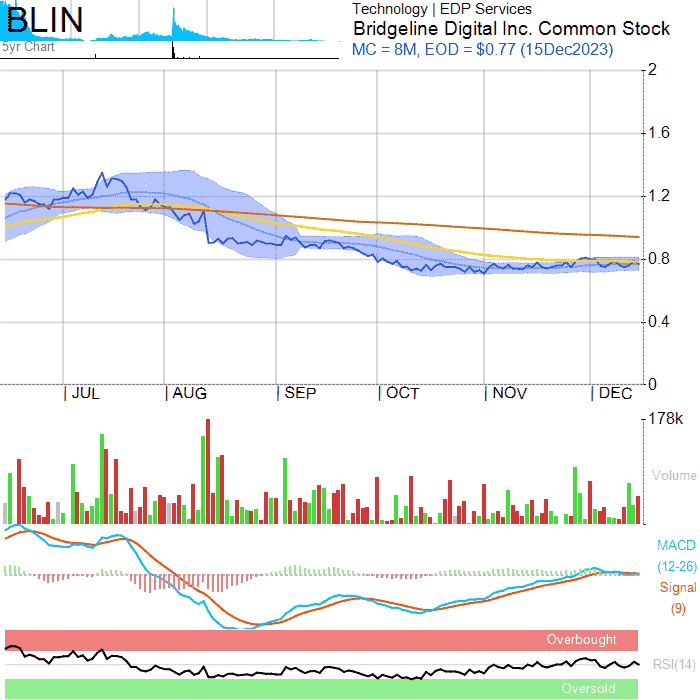 BLIN
5yr Chart
Technology | EDP Services
Bridgeline Digital Inc. Common Stock
MC = 8M, EOD = $0.77 (15Dec2023)
2
1.6
1.2
0.8
0.4
0
| JUL | AUG | SEP | OCT | NOV | DEC
178k
Volume
MACD
(12-26)
Signal
(9)
Overbought
RSI(14)
Oversold